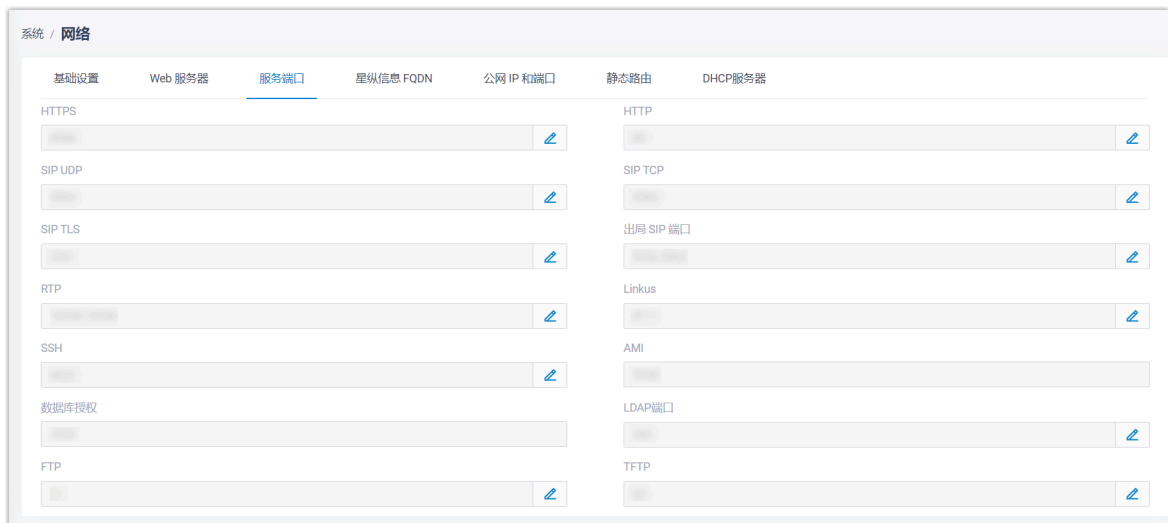 系统 / 网络
基础设置 Web 服务器 服务端口 星纵信息 FQDN 公网 IP 和端口 静态路由 DHCP服务器
HTTPS HTTP
SIP UDP SIP TCP
SIP TLS 出局 SIP 端口
RTP Linkus
SSH AMI
数据库授权 LDAP端口
FTP TFTP